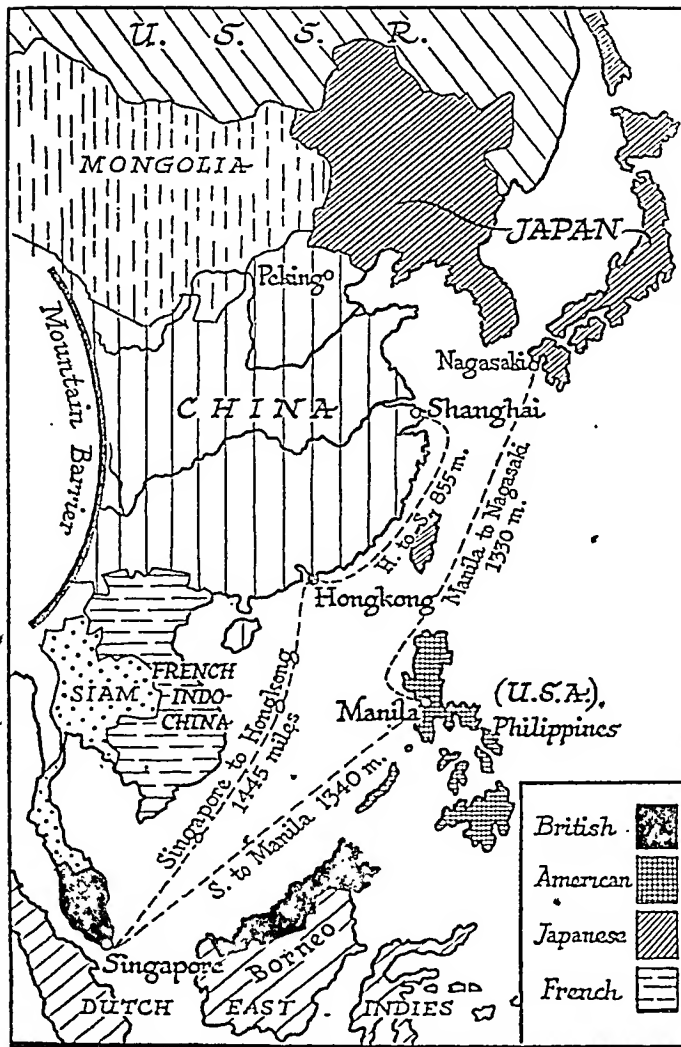 U. S. S. R.
MONGOLIA
JAPAN
Peking
Nagasaki
Mountain Barrier
CHINA
Shanghai
H. to S. 855 m.
Manila to Nagasaki
1330 m.
Hongkong
SIAM
FRENCH
INDO-
CHINA
Singapore to Hongkong
1445 miles
Manila
(U.S.A.)
Philippines
S. to Manila 1340 m.
British
American
Japanese
French
Singapore
Borneo
DUTCH EAST INDIES